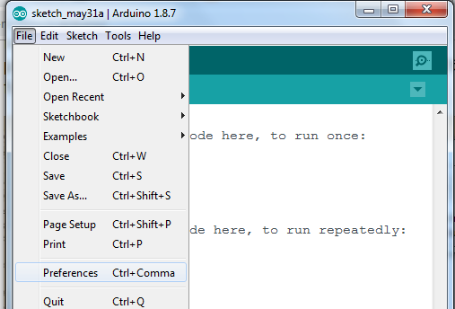 sketch_may31a | Arduino 1.8.7
File Edit Sketch Tools Help
New Ctrl+N
Open... Ctrl+O
Open Recent
Sketchbook
Examples
ode here, to run once:
Close Ctrl+W
Save Ctrl+S
Save As... Ctrl+Shift+S
Page Setup Ctrl+Shift+P
de here, to run repeatedly:
Print Ctrl+P
Preferences Ctrl+Comma
Quit Ctrl+Q